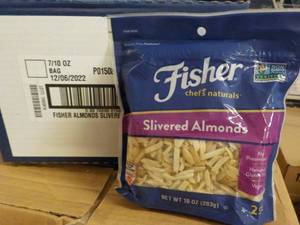 7/10 OZ
BAG
12/06/2022
FISHER ALMONDS SLIVERE
Fisher
chef's naturals
Slivered Almonds
NET WT 10 OZ (283g)